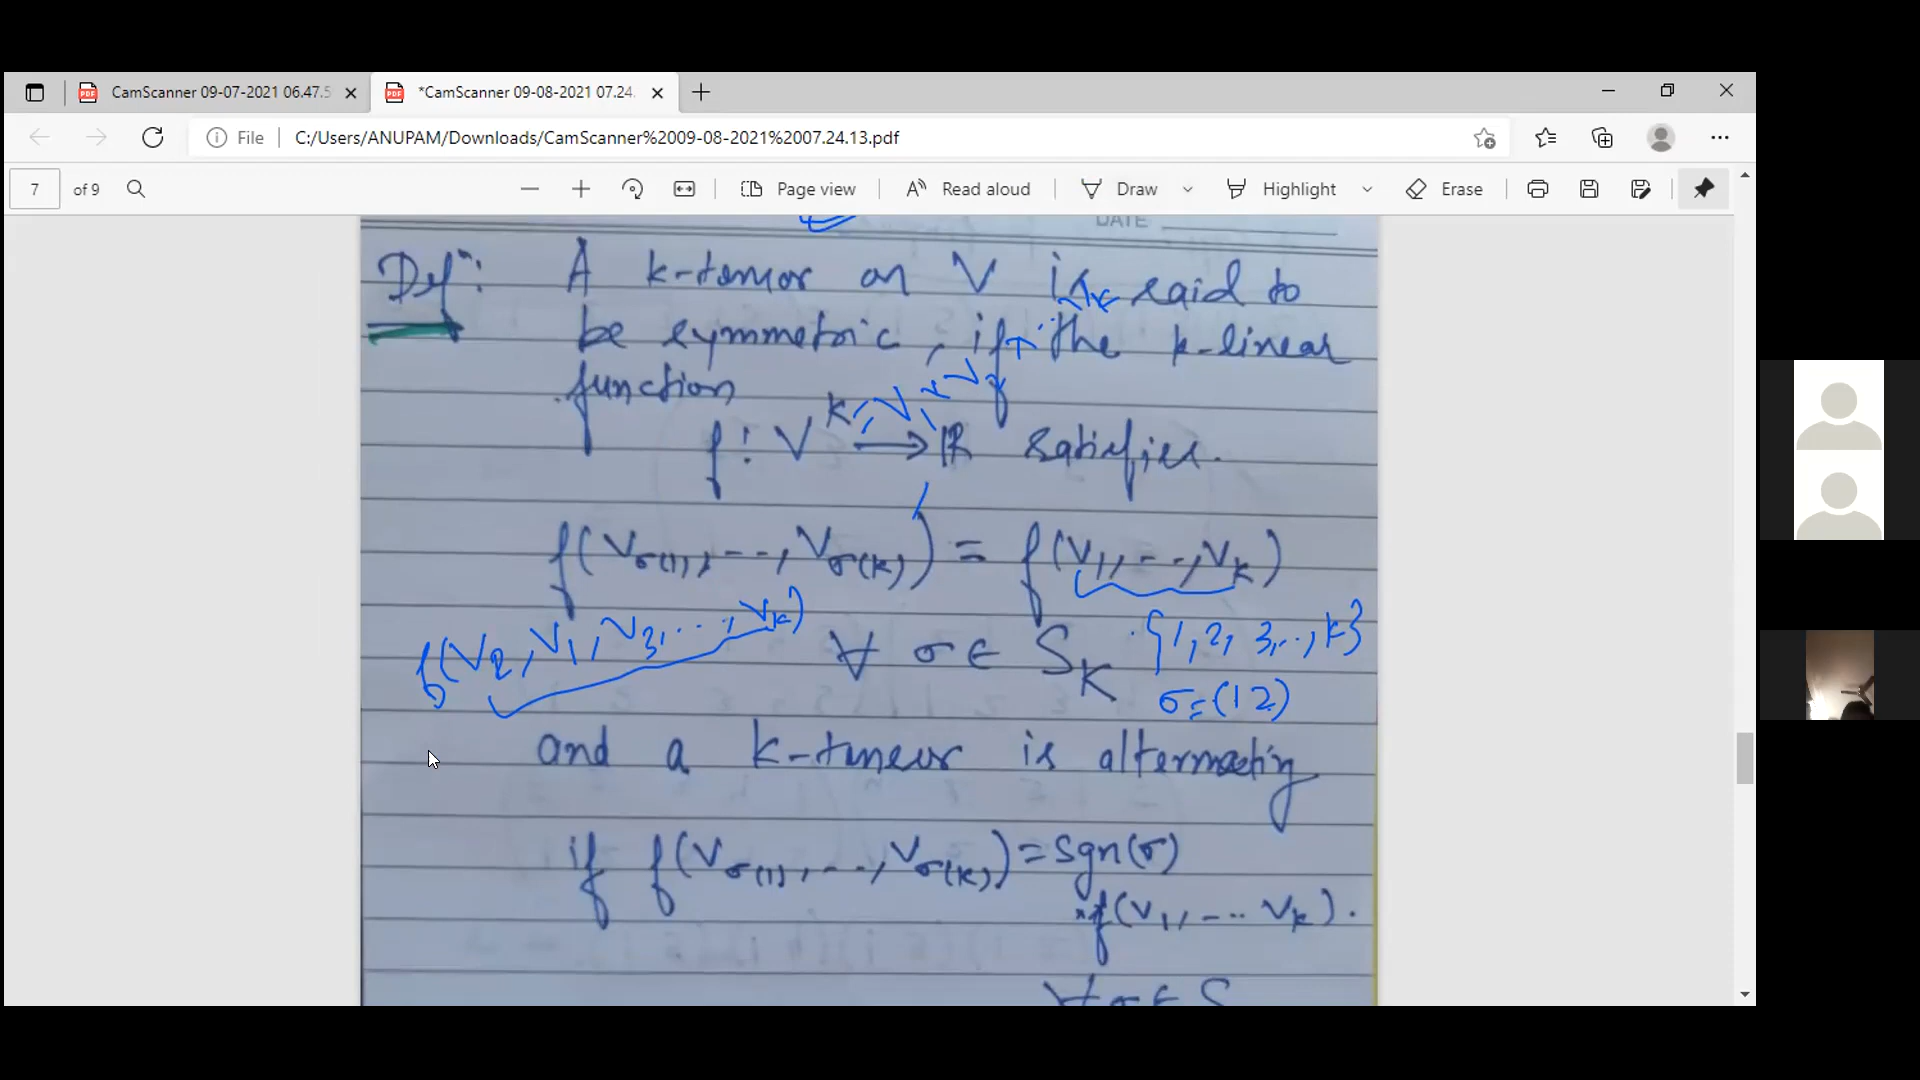 CamScanner 09-07-2021 06.47.5
*CamScanner 09-08-2021 07.24.
File C:/Users/ANUPAM/Downloads/CamScanner%2009-08-2021%2007.24.13.pdf
7 of 9 Page view Read aloud Draw Highlight Erase
DATE
Defⁿ: A k-tensor on V is said to
be symmetric, if the k-linear
function
f : V^k → ℝ satisfies.
f(V_σ(1), --, V_σ(k)) = f(V_1, --, V_k)
f(V_2, V_1, V_3, ..., V_k) ∀ σ ∈ S_K {1, 2, 3, .., k}
σ = (1 2)
and a k-tensor is alternating
if f(V_σ(1), --, V_σ(k)) = Sgn(σ)
f(V_1, -.. V_k).
∀ σ ∈ S